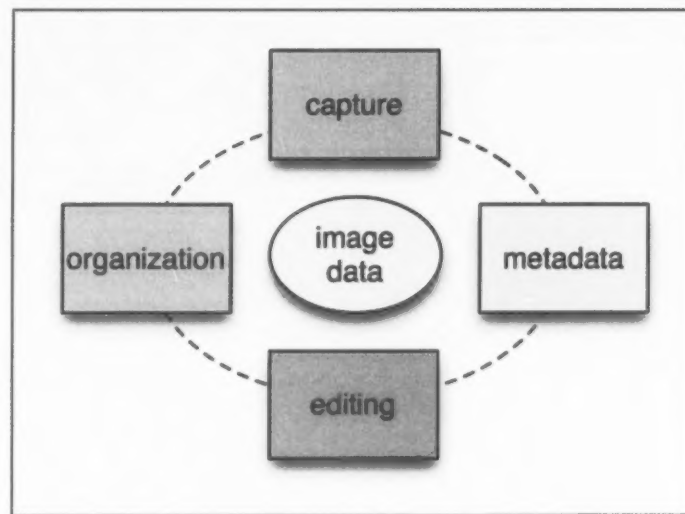 capture
organization
image
data
metadata
editing